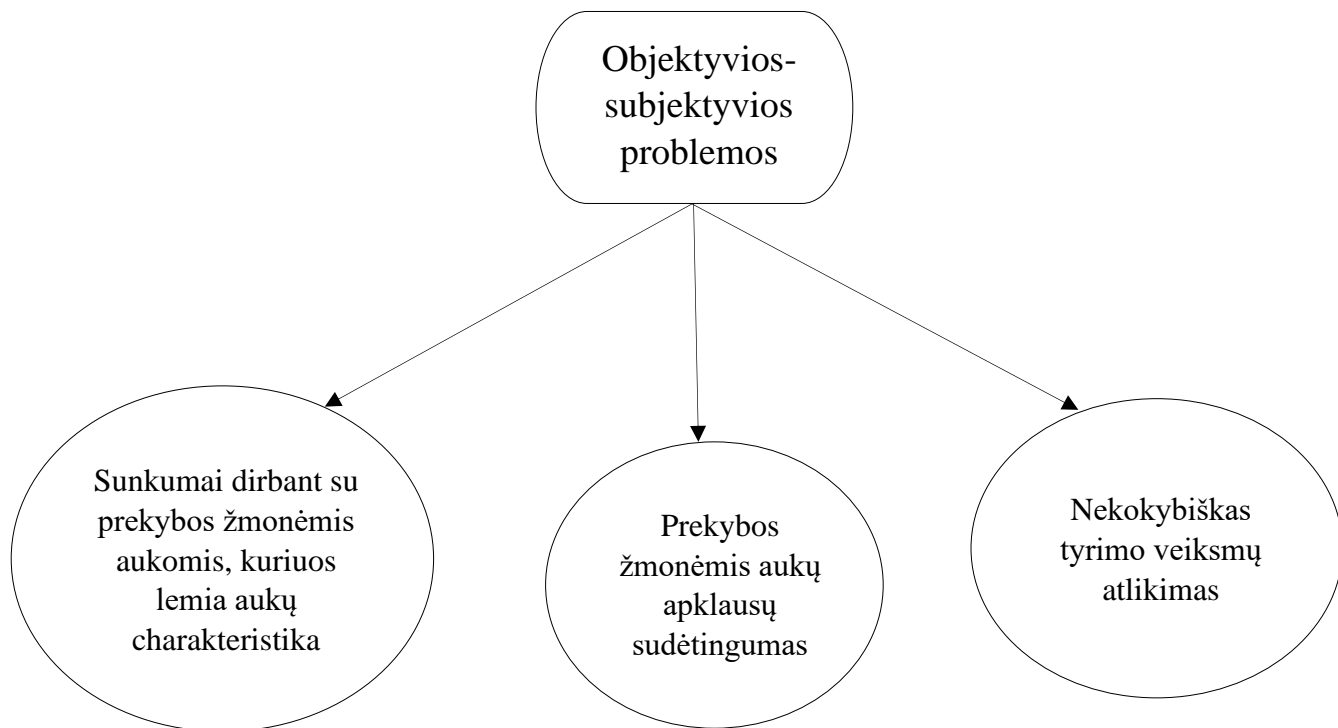 Objektyvios-
subjektyvios
problemos
Sunkumai dirbant su
prekybos žmonėmis
aukomis, kuriuos
lemia aukų
charakteristika
Prekybos
žmonėmis aukų
apklausų
sudėtingumas
Nekokybiškas
tyrimo veiksmų
atlikimas